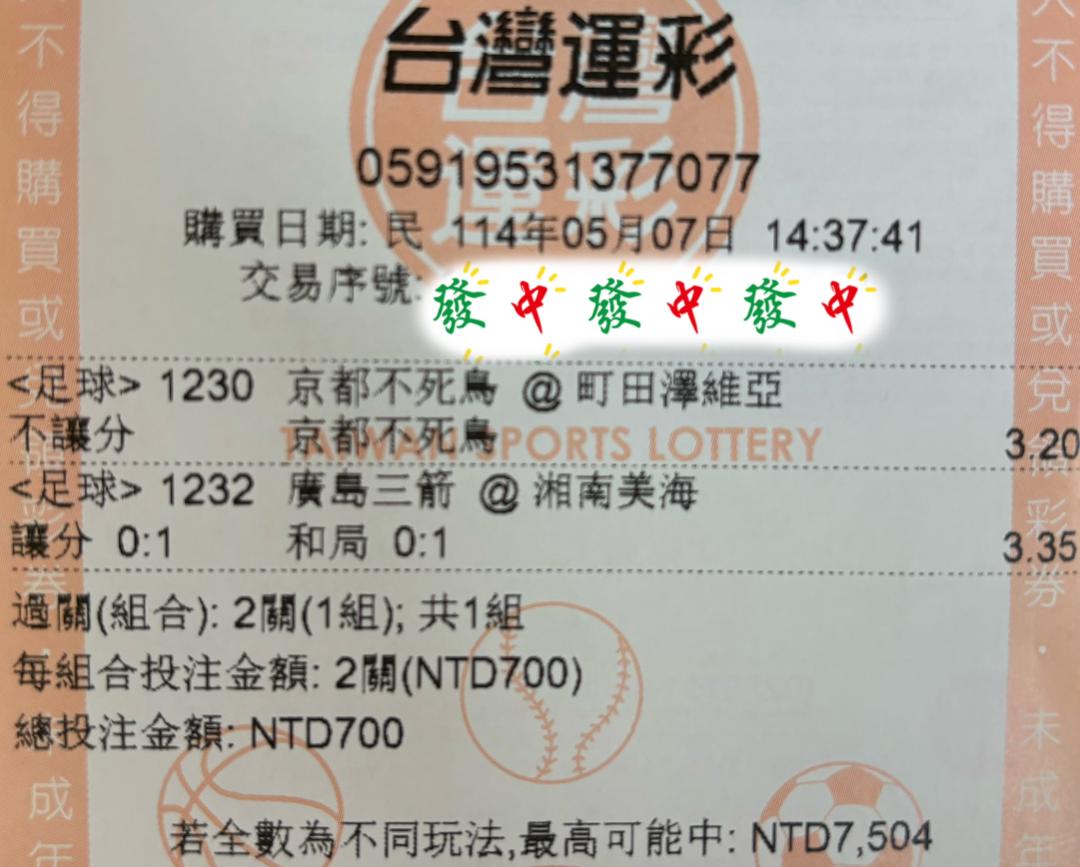 台灣運彩
05919531377077
購買日期: 民 114年05月07日 14:37:41
交易序號: 發中發中發中
<足球> 1230 京都不死鳥 @ 町田澤維亞
不讓分 京都不死鳥 3.20
TAIWAN SPORTS LOTTERY
<足球> 1232 廣島三箭 @ 湘南美海
讓分 0:1 和局 0:1 3.35
過關(組合): 2關(1組); 共1組
每組合投注金額: 2關(NTD700)
總投注金額: NTD700
若全數為不同玩法,最高可能中: NTD7,504
不得購買或
成年
不得購買或兌
彩券.未成年